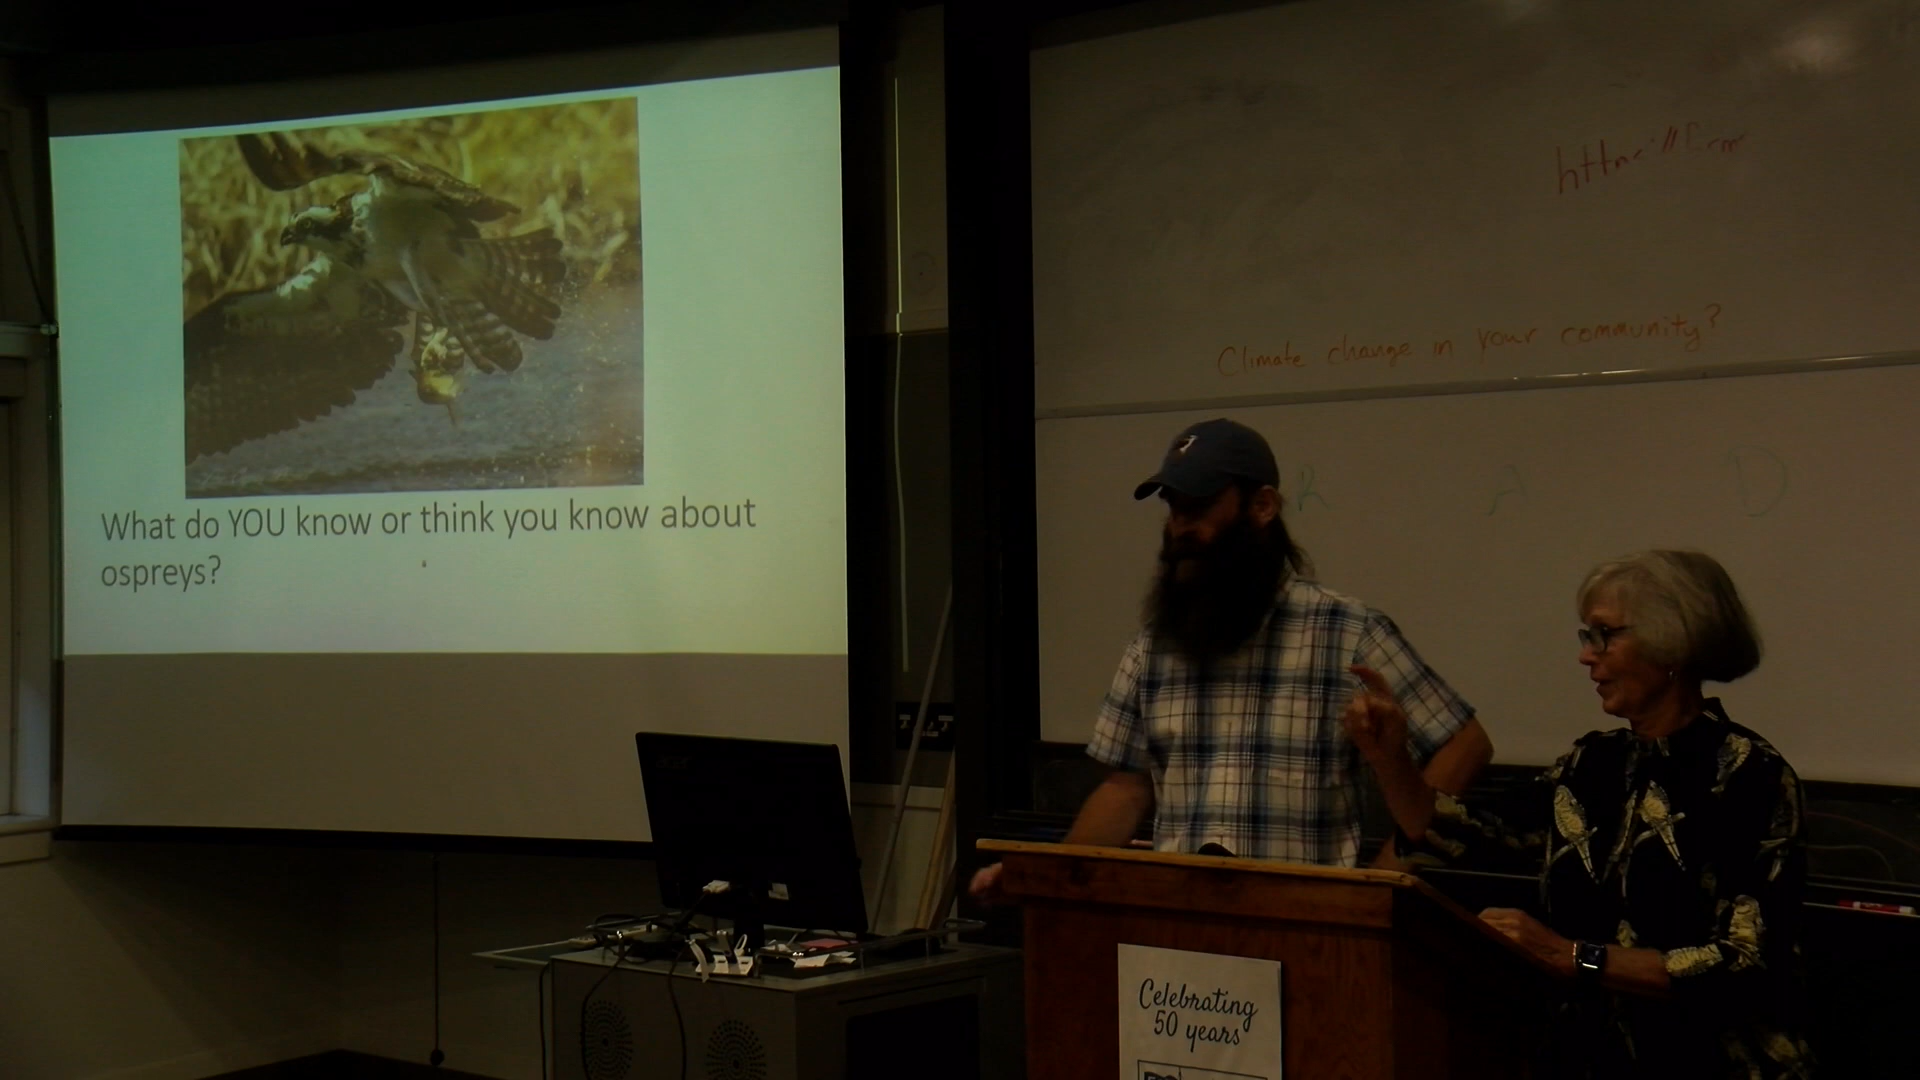 What do YOU know or think you know about
ospreys?
Climate change in your community?
R A D
Celebrating
50 years